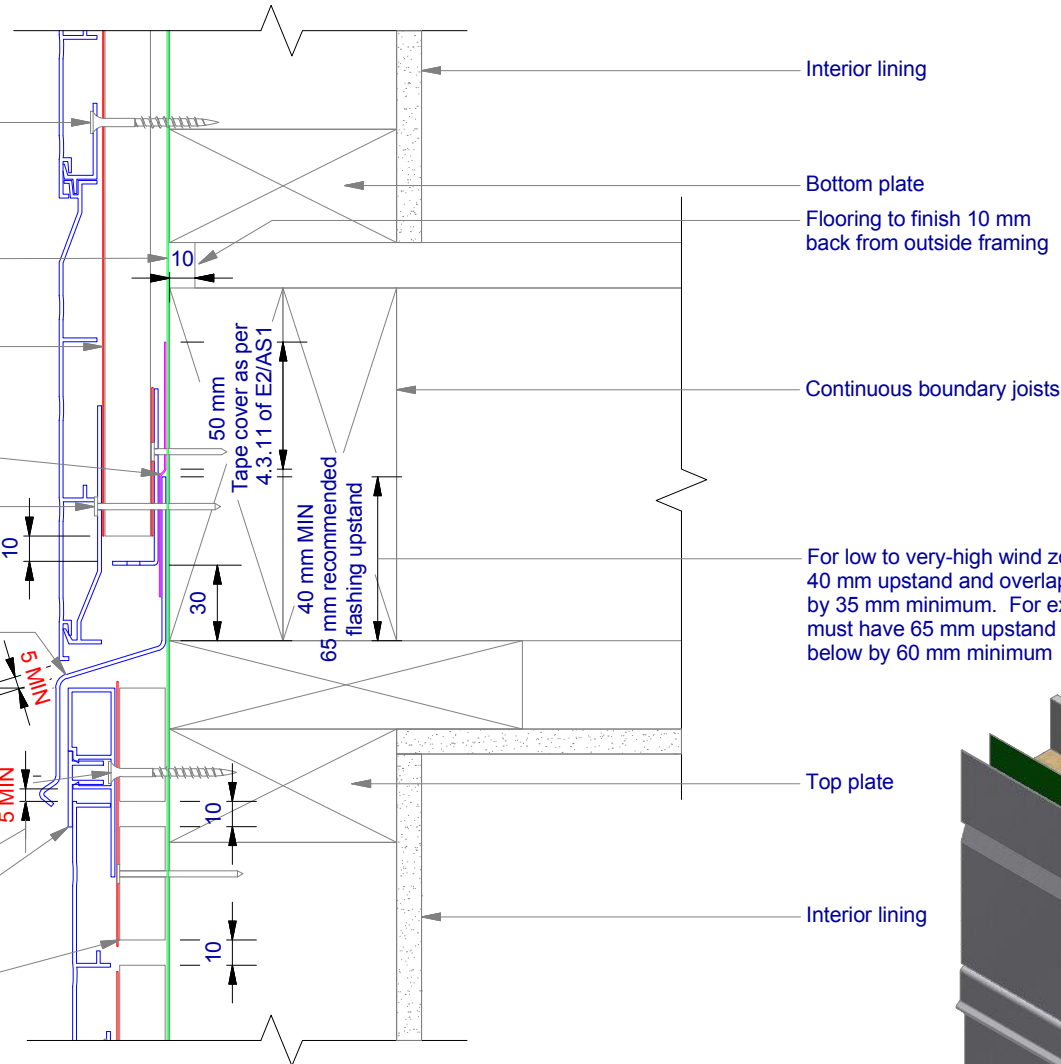 Interior lining
Bottom plate
Flooring to finish 10 mm
back from outside framing
10
50 mm
Tape cover as per
4.3.11 of E2/AS1
Continuous boundary joists
10
30
40 mm MIN
65 mm recommended
flashing upstand
For low to very-high wind zo
40 mm upstand and overlap
by 35 mm minimum.  For ex
must have 65 mm upstand
below by 60 mm minimum
5 MIN
5 MIN
10
Top plate
Interior lining
10